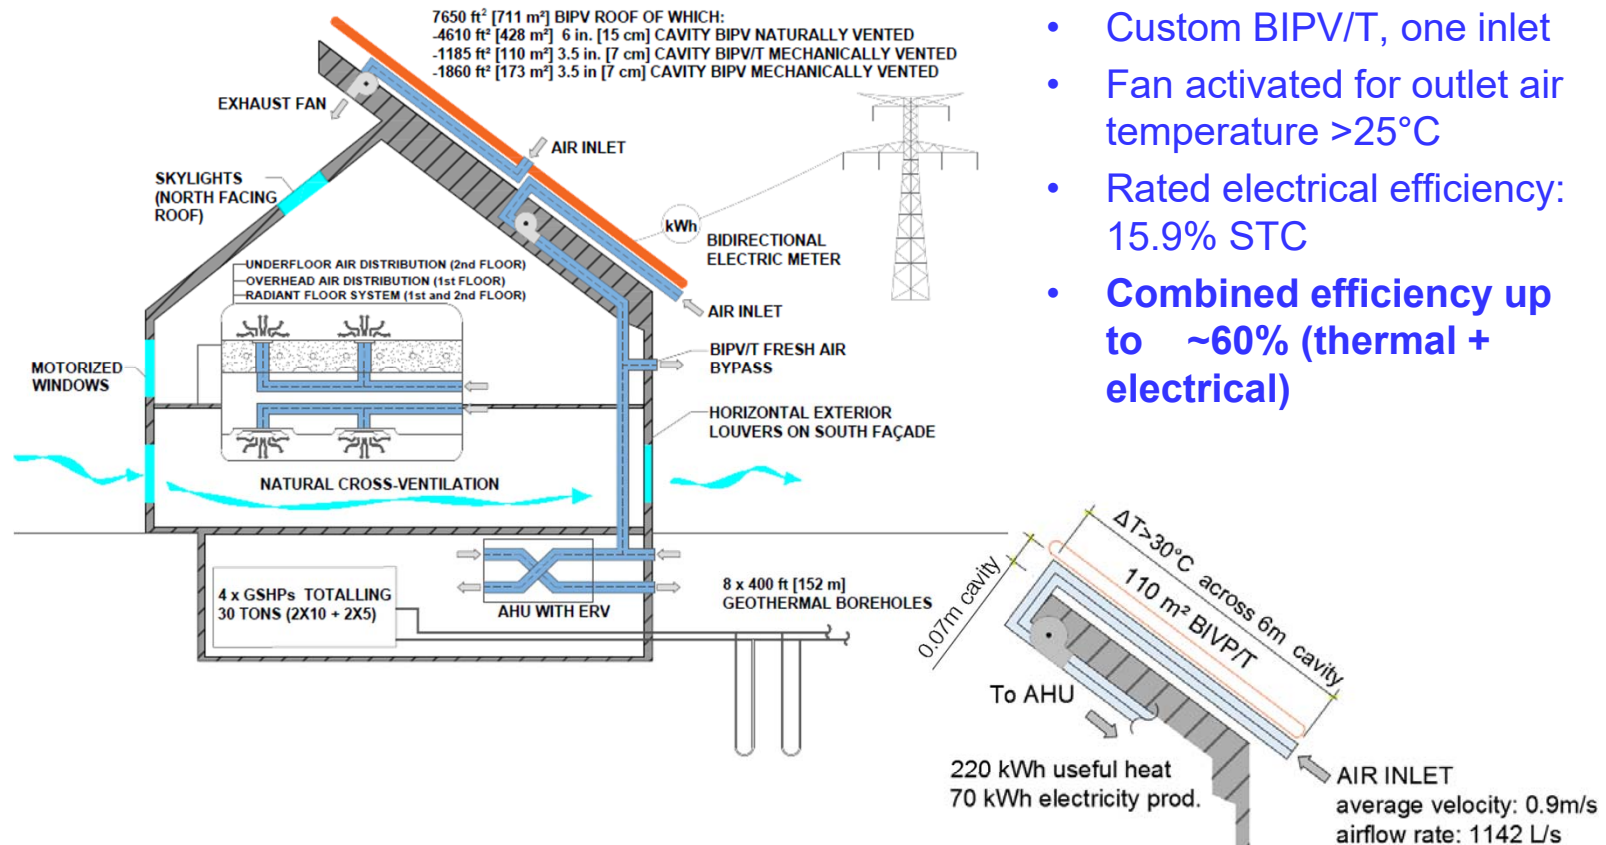 7650 ft² [711 m²] BIPV ROOF OF WHICH:
-4610 ft² [428 m²]  6 in. [15 cm] CAVITY BIPV NATURALLY VENTED
-1185 ft² [110 m²] 3.5 in. [7 cm] CAVITY BIPV/T MECHANICALLY VENTED
-1860 ft² [173 m²] 3.5 in [7 cm] CAVITY BIPV MECHANICALLY VENTED
EXHAUST FAN
AIR INLET
SKYLIGHTS
(NORTH FACING
ROOF)
kWh
BIDIRECTIONAL
ELECTRIC METER
UNDERFLOOR AIR DISTRIBUTION (2nd FLOOR)
OVERHEAD AIR DISTRIBUTION (1st FLOOR)
RADIANT FLOOR SYSTEM (1st and 2nd FLOOR)
AIR INLET
BIPV/T FRESH AIR
BYPASS
MOTORIZED
WINDOWS
HORIZONTAL EXTERIOR
LOUVERS ON SOUTH FAÇADE
NATURAL CROSS-VENTILATION
4 x GSHPs TOTALLING
30 TONS (2X10 + 2X5)
AHU WITH ERV
8 x 400 ft [152 m]
GEOTHERMAL BOREHOLES
• Custom BIPV/T, one inlet
• Fan activated for outlet air
temperature >25°C
• Rated electrical efficiency:
15.9% STC
• Combined efficiency up
to ~60% (thermal +
electrical)
ΔT>30°C across 6m cavity
110 m² BIVP/T
0.07m cavity
To AHU
220 kWh useful heat
70 kWh electricity prod.
AIR INLET
average velocity: 0.9m/s
airflow rate: 1142 L/s